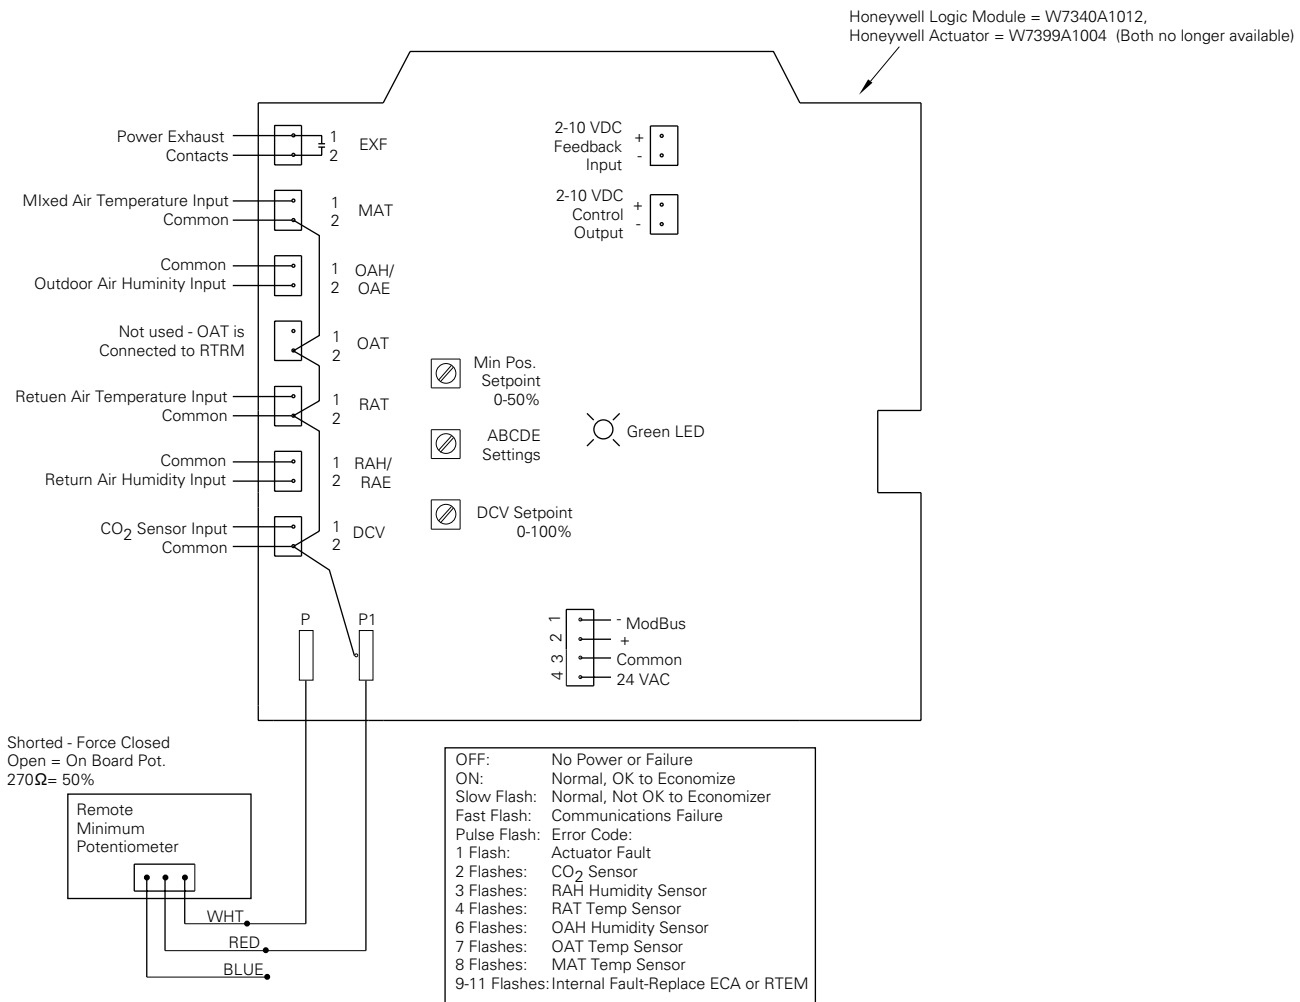 Honeywell Logic Module = W7340A1012,
Honeywell Actuator = W7399A1004 (Both no longer available)
Power Exhaust
Contacts
1
2
EXF
2-10 VDC
Feedback
Input
+
-
MIxed Air Temperature Input
Common
1
2
MAT
2-10 VDC
Control
Output
+
-
Common
Outdoor Air Huminity Input
1
2
OAH/
OAE
Not used - OAT is
Connected to RTRM
1
2
OAT
Min Pos.
Setpoint
0-50%
Retuen Air Temperature Input
Common
1
2
RAT
ABCDE
Settings
Green LED
Common
Return Air Humidity Input
1
2
RAH/
RAE
CO2 Sensor Input
Common
1
2
DCV
DCV Setpoint
0-100%
P
P1
1
2
3
4
- ModBus
+
Common
24 VAC
Shorted - Force Closed
Open = On Board Pot.
270Ω= 50%
Remote
Minimum
Potentiometer
WHT
RED
BLUE
OFF: No Power or Failure
ON: Normal, OK to Economize
Slow Flash: Normal, Not OK to Economizer
Fast Flash: Communications Failure
Pulse Flash: Error Code:
1 Flash: Actuator Fault
2 Flashes: CO2 Sensor
3 Flashes: RAH Humidity Sensor
4 Flashes: RAT Temp Sensor
6 Flashes: OAH Humidity Sensor
7 Flashes: OAT Temp Sensor
8 Flashes: MAT Temp Sensor
9-11 Flashes: Internal Fault-Replace ECA or RTEM